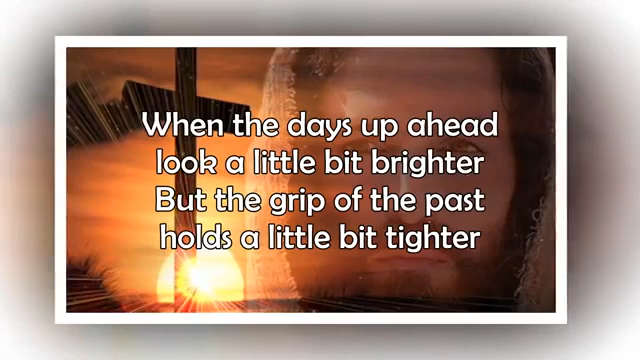 When the days up ahead
look a little bit brighter
But the grip of the past
holds a little bit tighter